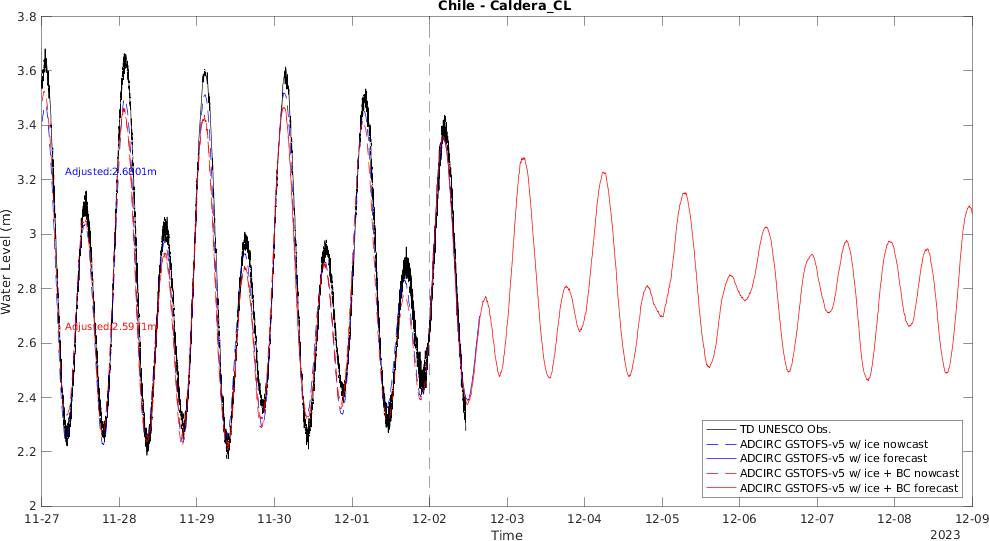 Chile - Caldera_CL
3.8
3.6
3.4
3.2
3
2.8
2.6
2.4
2.2
2
Water Level (m)
Adjusted:2.6801m
Adjusted:2.5971m
TD UNESCO Obs.
ADCIRC GSTOFS-v5 w/ ice nowcast
ADCIRC GSTOFS-v5 w/ ice forecast
ADCIRC GSTOFS-v5 w/ ice + BC nowcast
ADCIRC GSTOFS-v5 w/ ice + BC forecast
11-27 11-28 11-29 11-30 12-01 12-02 12-03 12-04 12-05 12-06 12-07 12-08 12-09
Time
2023